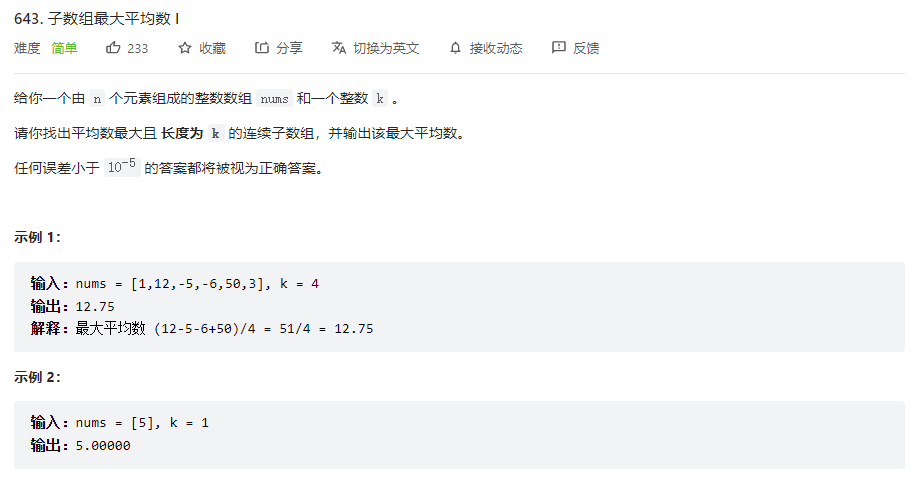 643. 子数组最大平均数 I
难度 简单 233 收藏 分享 切换为英文 接收动态 反馈
给你一个由 n 个元素组成的整数数组 nums 和一个整数 k 。
请你找出平均数最大且 长度为 k 的连续子数组，并输出该最大平均数。
任何误差小于 10⁻⁵ 的答案都将被视为正确答案。
示例 1：
输入：nums = [1,12,-5,-6,50,3], k = 4
输出：12.75
解释：最大平均数 (12-5-6+50)/4 = 51/4 = 12.75
示例 2：
输入：nums = [5], k = 1
输出：5.00000